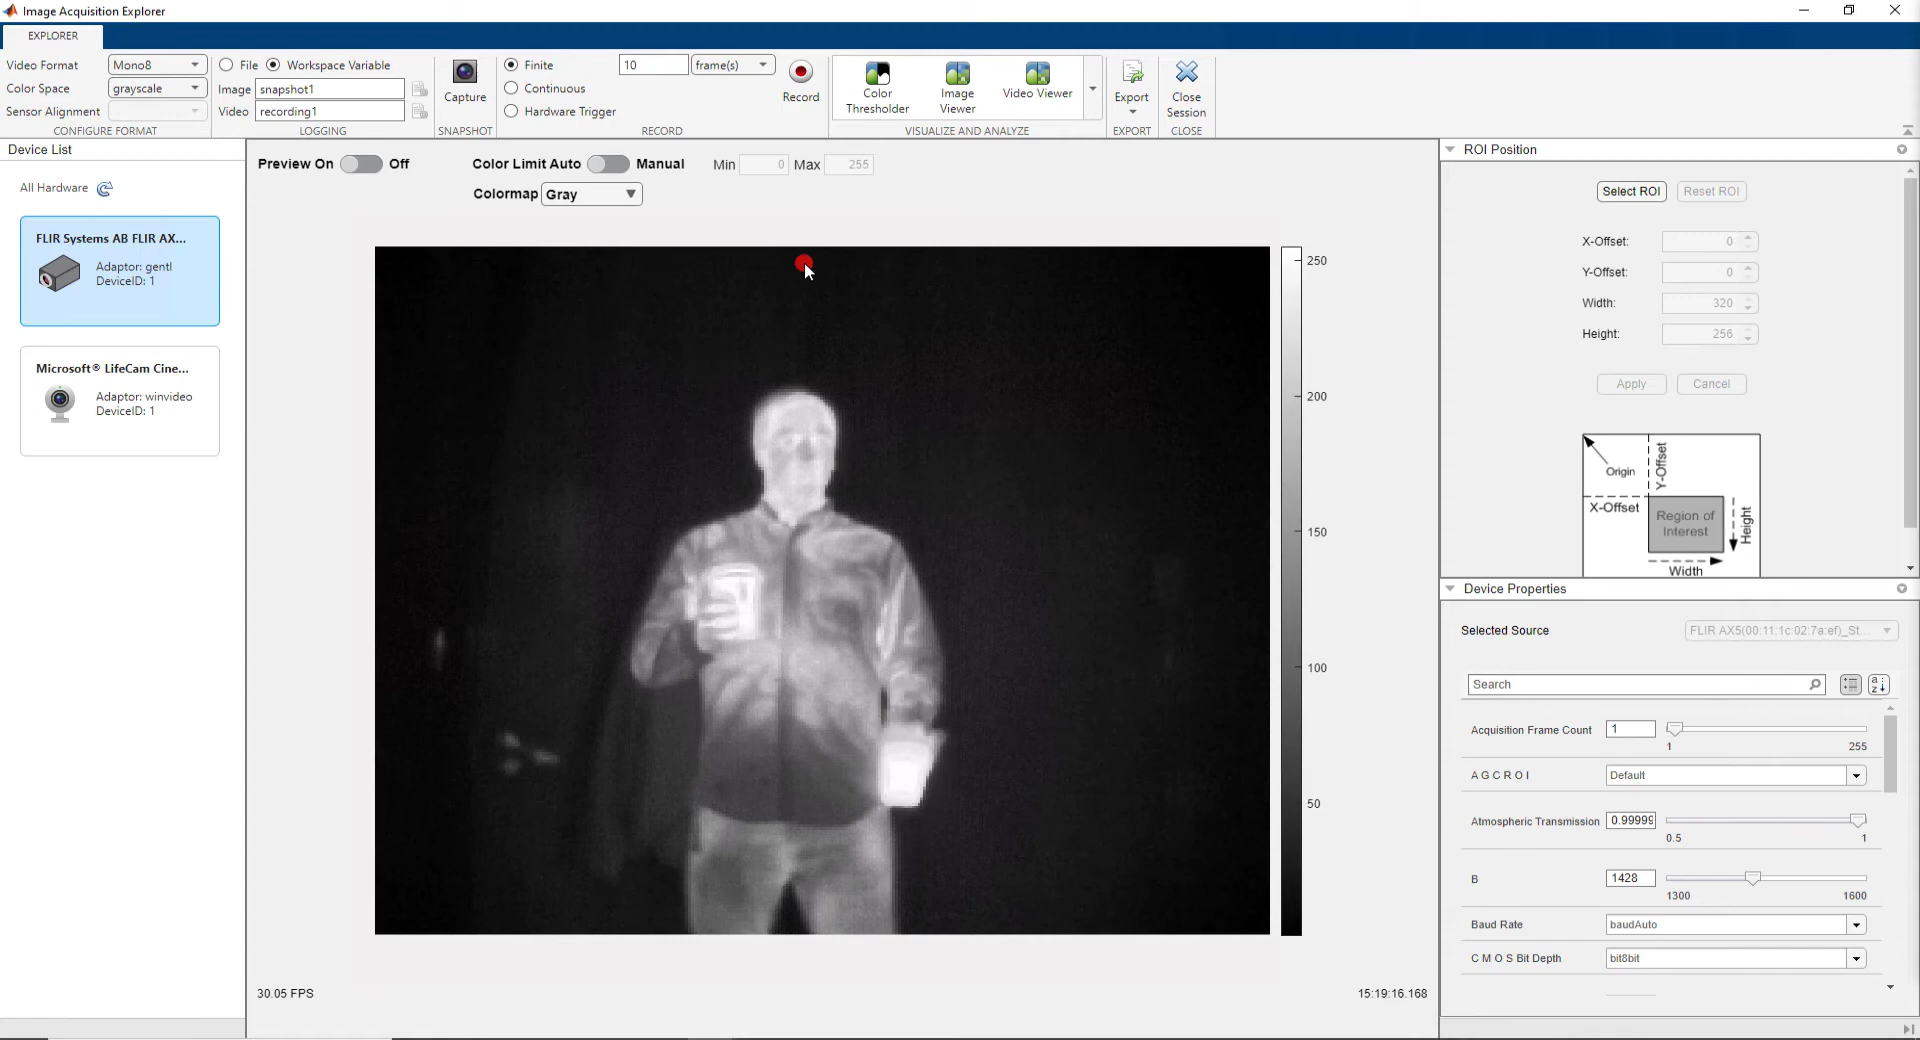 Image Acquisition Explorer
EXPLORER
Video Format Mono8
Color Space grayscale
Sensor Alignment
CONFIGURE FORMAT
File Workspace Variable
Image snapshot1
Video recording1
LOGGING
Capture
SNAPSHOT
Finite 10 frame(s)
Continuous
Hardware Trigger
Record
RECORD
Color Thresholder
Image Viewer
Video Viewer
VISUALIZE AND ANALYZE
Export
EXPORT
Close Session
CLOSE
Device List
All Hardware
FLIR Systems AB FLIR AX...
Adaptor: gentl
DeviceID: 1
Microsoft® LifeCam Cine...
Adaptor: winvideo
DeviceID: 1
Preview On Off
Color Limit Auto Manual Min 0 Max 255
Colormap Gray
250
200
150
100
50
30.05 FPS
15:19:16.168
ROI Position
Select ROI Reset ROI
X-Offset: 0
Y-Offset: 0
Width: 320
Height: 256
Apply Cancel
Origin
Y-Offset
X-Offset
Region of
Interest
Height
Width
Device Properties
Selected Source FLIR AX5(00:11:1c:02:7a:ef)_St...
Search
Acquisition Frame Count 1
1 255
A G C R O I Default
Atmospheric Transmission 0.99999
0.5 1
B 1428
1300 1600
Baud Rate baudAuto
C M O S Bit Depth bit8bit